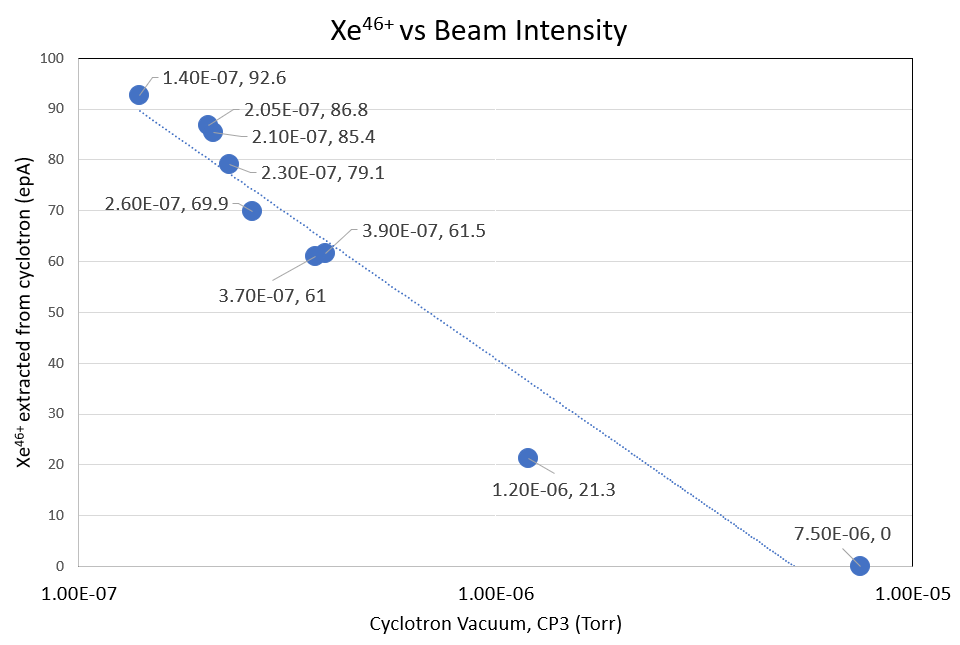 Xe46+ vs Beam Intensity
100
90
80
70
60
50
40
30
20
10
0
Xe46+ extracted from cyclotron (epA)
1.40E-07, 92.6
2.05E-07, 86.8
2.10E-07, 85.4
2.30E-07, 79.1
2.60E-07, 69.9
3.90E-07, 61.5
3.70E-07, 61
1.20E-06, 21.3
7.50E-06, 0
1.00E-07
1.00E-06
1.00E-05
Cyclotron Vacuum, CP3 (Torr)